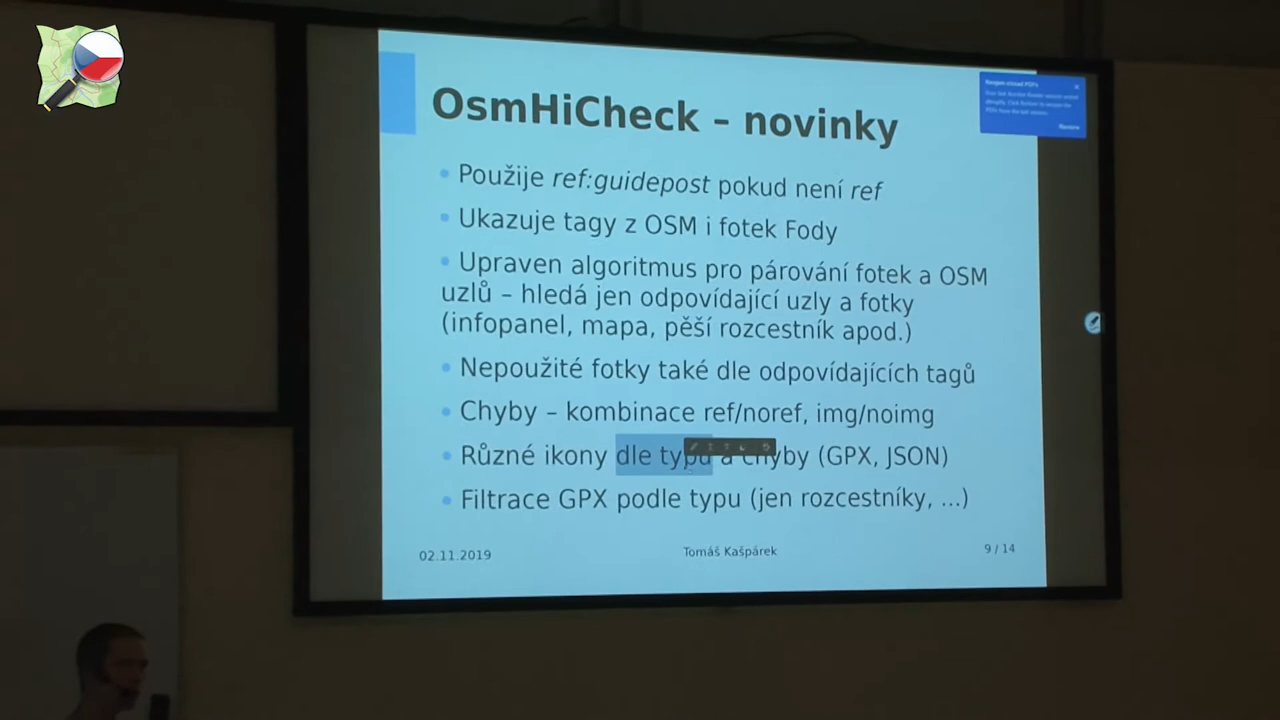 OsmHiCheck – novinky
Použije ref:guidepost pokud není ref
Ukazuje tagy z OSM i fotek Fody
Upraven algoritmus pro párování fotek a OSM
uzlů – hledá jen odpovídající uzly a fotky
(infopanel, mapa, pěší rozcestník apod.)
Nepoužité fotky také dle odpovídajících tagů
Chyby – kombinace ref/noref, img/noimg
Různé ikony dle typu a chyby (GPX, JSON)
Filtrace GPX podle typu (jen rozcestníky, ...)
02.11.2019
Tomáš Kašpárek
9 / 14